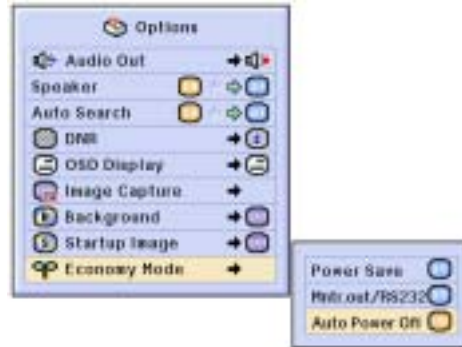 Options
Audio Out
Speaker
Auto Search
DNR
OSD Display
Image Capture
Background
Startup Image
Economy Mode
Power Save
Mntr.out/RS232
Auto Power Off